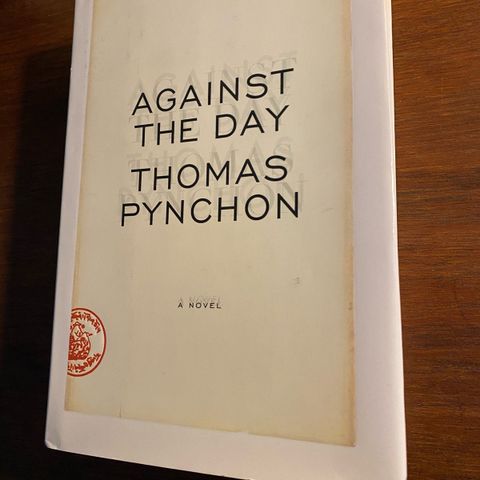 AGAINST
THE DAY
THOMAS
PYNCHON
A NOVEL